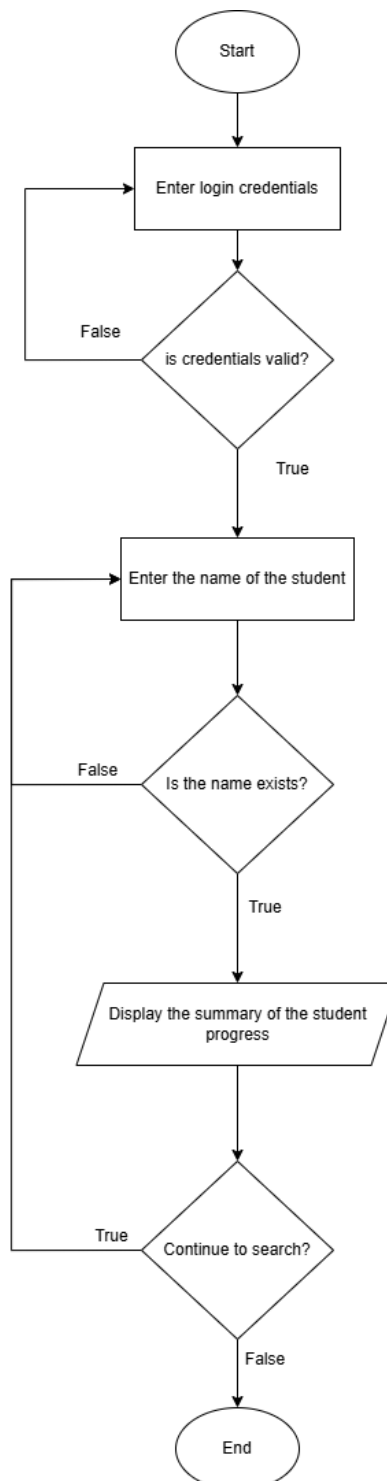 Start
Enter login credentials
False
is credentials valid?
True
Enter the name of the student
False
Is the name exists?
True
Display the summary of the student
progress
True
Continue to search?
False
End